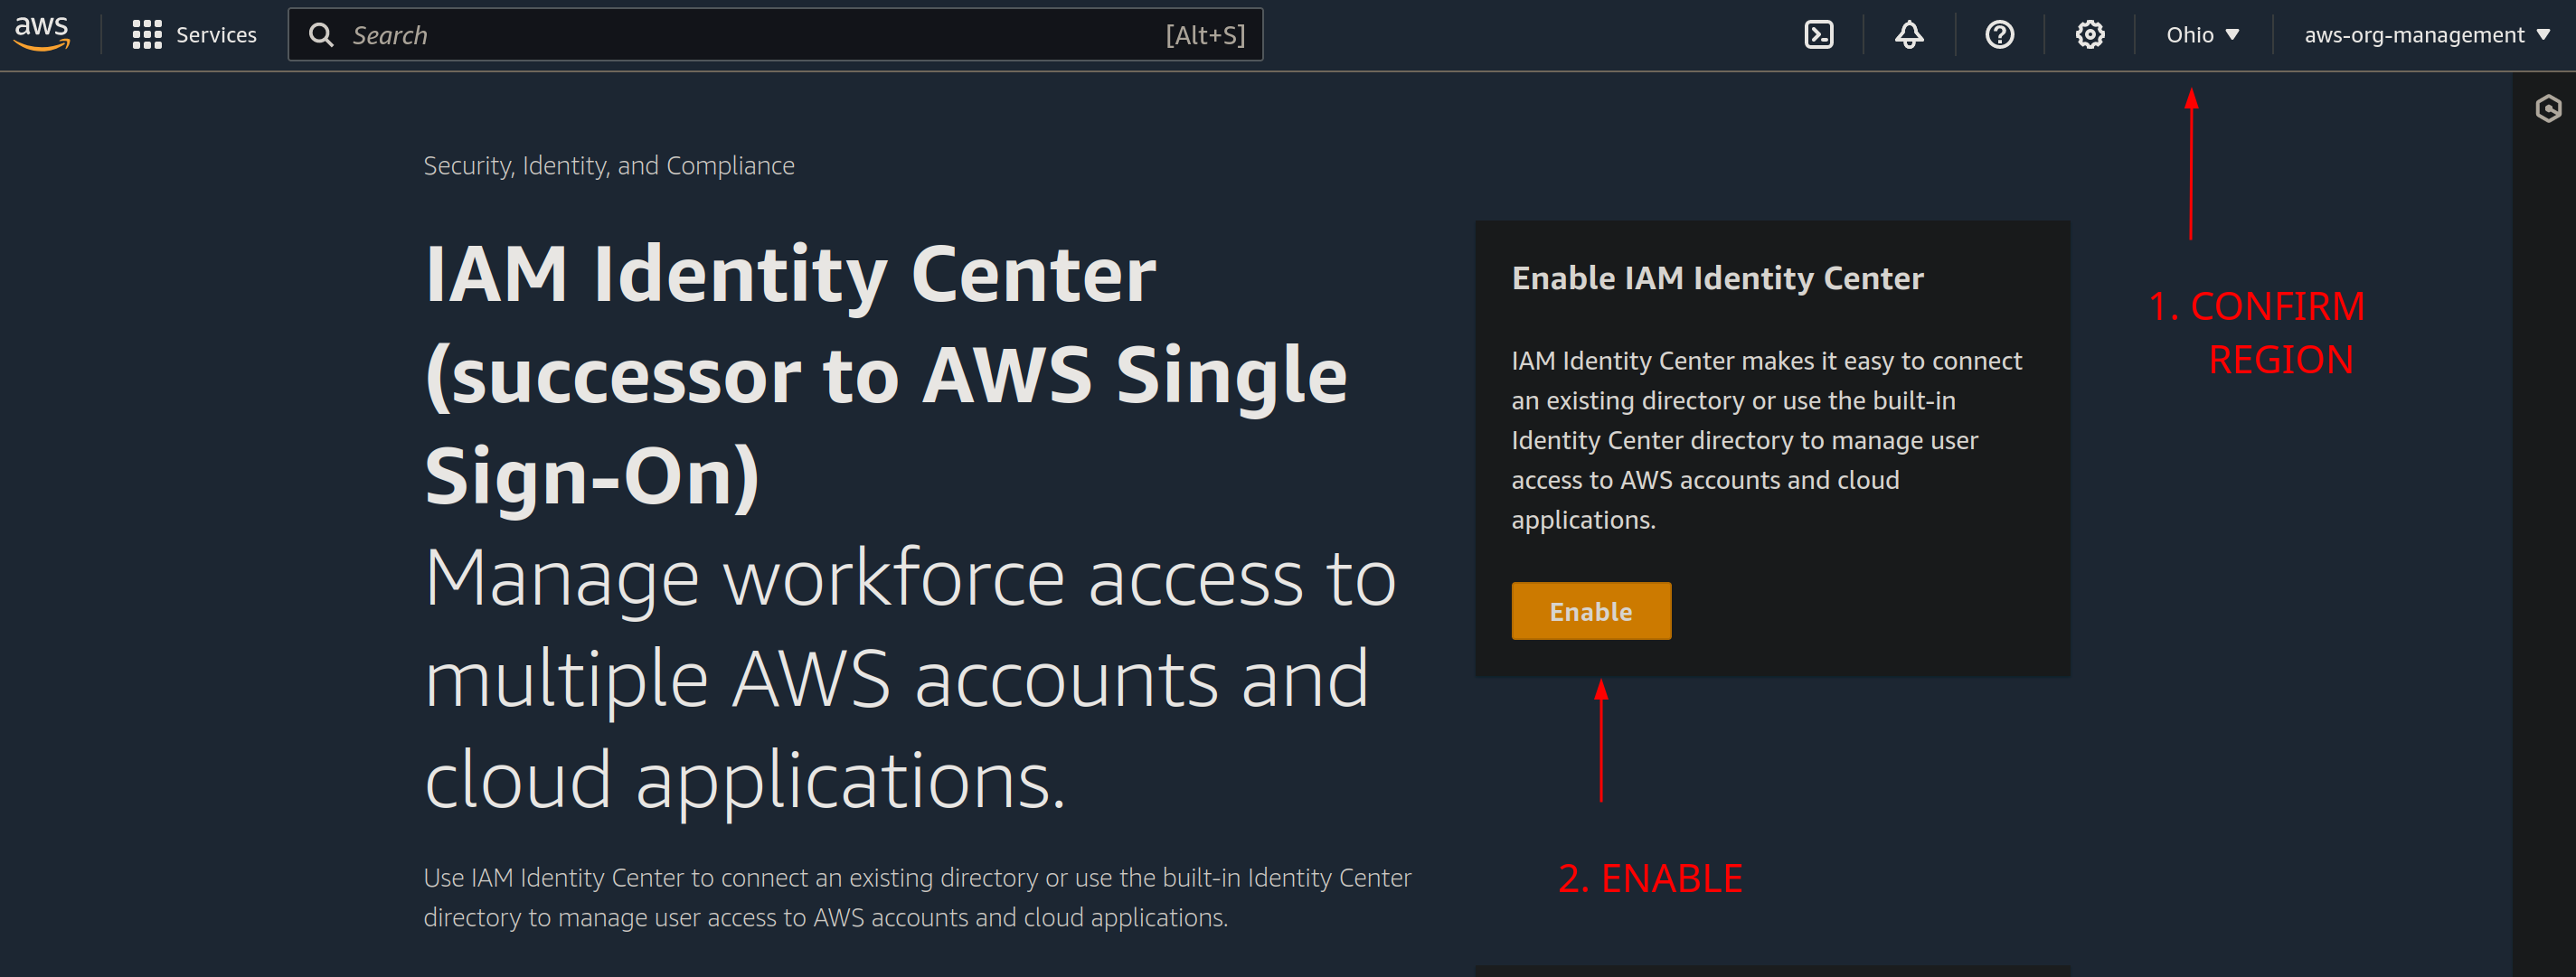 aws Services Search [Alt+S] Ohio aws-org-management
Security, Identity, and Compliance
IAM Identity Center
(successor to AWS Single
Sign-On)
Manage workforce access to
multiple AWS accounts and
cloud applications.
Use IAM Identity Center to connect an existing directory or use the built-in Identity Center
directory to manage user access to AWS accounts and cloud applications.
Enable IAM Identity Center
IAM Identity Center makes it easy to connect
an existing directory or use the built-in
Identity Center directory to manage user
access to AWS accounts and cloud
applications.
Enable
1. CONFIRM
REGION
2. ENABLE